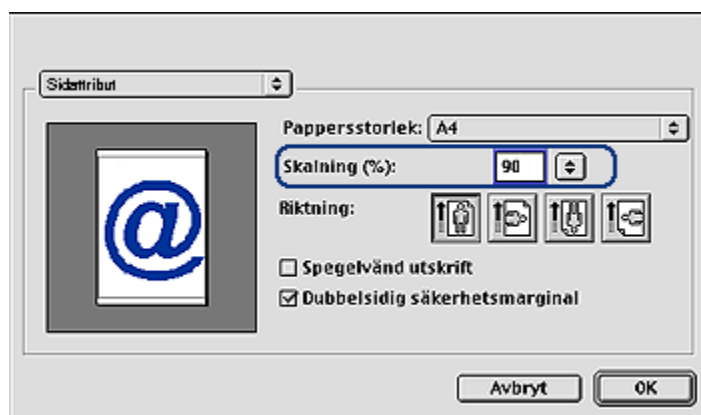 Sidattribut
Pappersstorlek: A4
Skalning (%): 90
Riktning:
@
Spegelvänd utskrift
Dubbelsidig säkerhetsmarginal
Avbryt OK